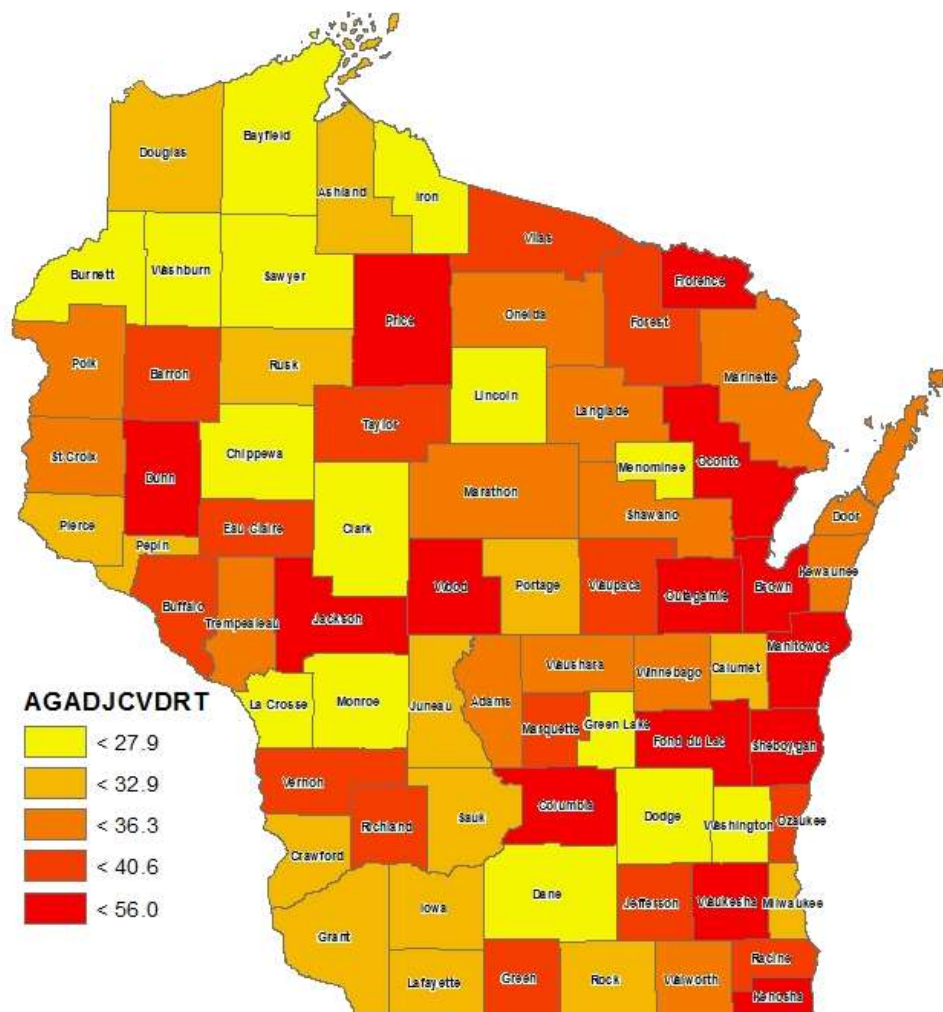 Bayfield
Douglas
Ashland
Iron
Vilas
Burnett
Washburn
Sawyer
Florence
Price
Oneida
Forest
Polk
Barron
Rusk
Marinette
Lincoln
Langlade
Taylor
St Croix
Chippewa
Oconto
Menominee
Dunn
Marathon
Shawano
Door
Pierce
Eau Claire
Clark
Pepin
Kewaunee
Wood
Portage
Waupaca
Outagamie
Brown
Buffalo
Trempealeau
Jackson
Manitowoc
Waushara
Winnebago
Calumet
AGADJCVDRT
La Crosse
Monroe
Juneau
Adams
Marquette
Green Lake
Fond du Lac
Sheboygan
< 27.9
< 32.9
Vernon
Columbia
Dodge
Washington
Ozaukee
Richland
Sauk
< 36.3
Crawford
< 40.6
Dane
Jefferson
Waukesha
Milwaukee
< 56.0
Iowa
Grant
Lafayette
Green
Rock
Walworth
Racine
Kenosha